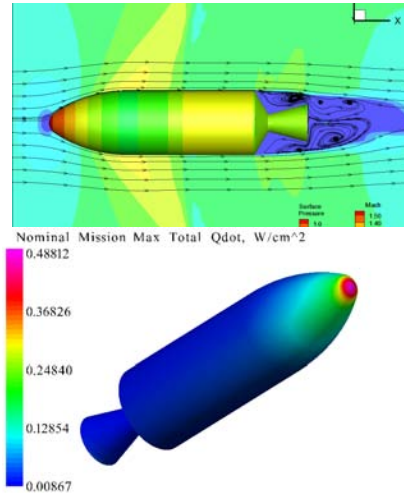 X
Surface
Pressure
Mach
1.0
1.50
1.40
Nominal Mission Max Total Qdot, W/cm^2
0.48812
0.36826
0.24840
0.12854
0.00867